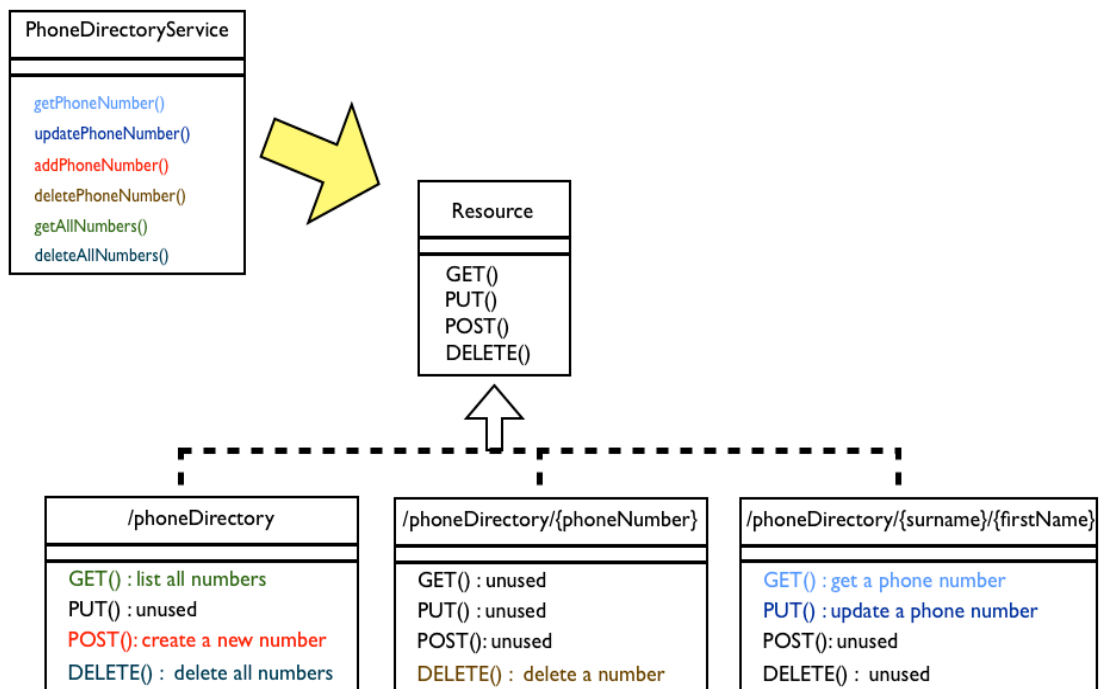 PhoneDirectoryService
getPhoneNumber()
updatePhoneNumber()
addPhoneNumber()
deletePhoneNumber()
getAllNumbers()
deleteAllNumbers()
Resource
GET()
PUT()
POST()
DELETE()
/phoneDirectory
GET() : list all numbers
PUT() : unused
POST(): create a new number
DELETE() : delete all numbers
/phoneDirectory/{phoneNumber}
GET() : unused
PUT() : unused
POST(): unused
DELETE() : delete a number
/phoneDirectory/{surname}/{firstName}
GET() : get a phone number
PUT() : update a phone number
POST(): unused
DELETE() : unused